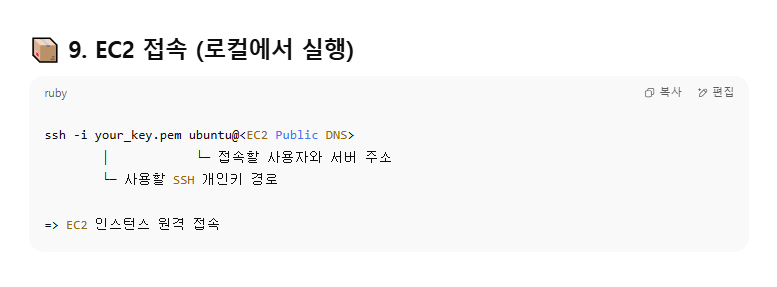 📦 9. EC2 접속 (로컬에서 실행)
ruby 복사 편집
ssh -i your_key.pem ubuntu@<EC2 Public DNS>
│ └─ 접속할 사용자와 서버 주소
└─ 사용할 SSH 개인키 경로
=> EC2 인스턴스 원격 접속